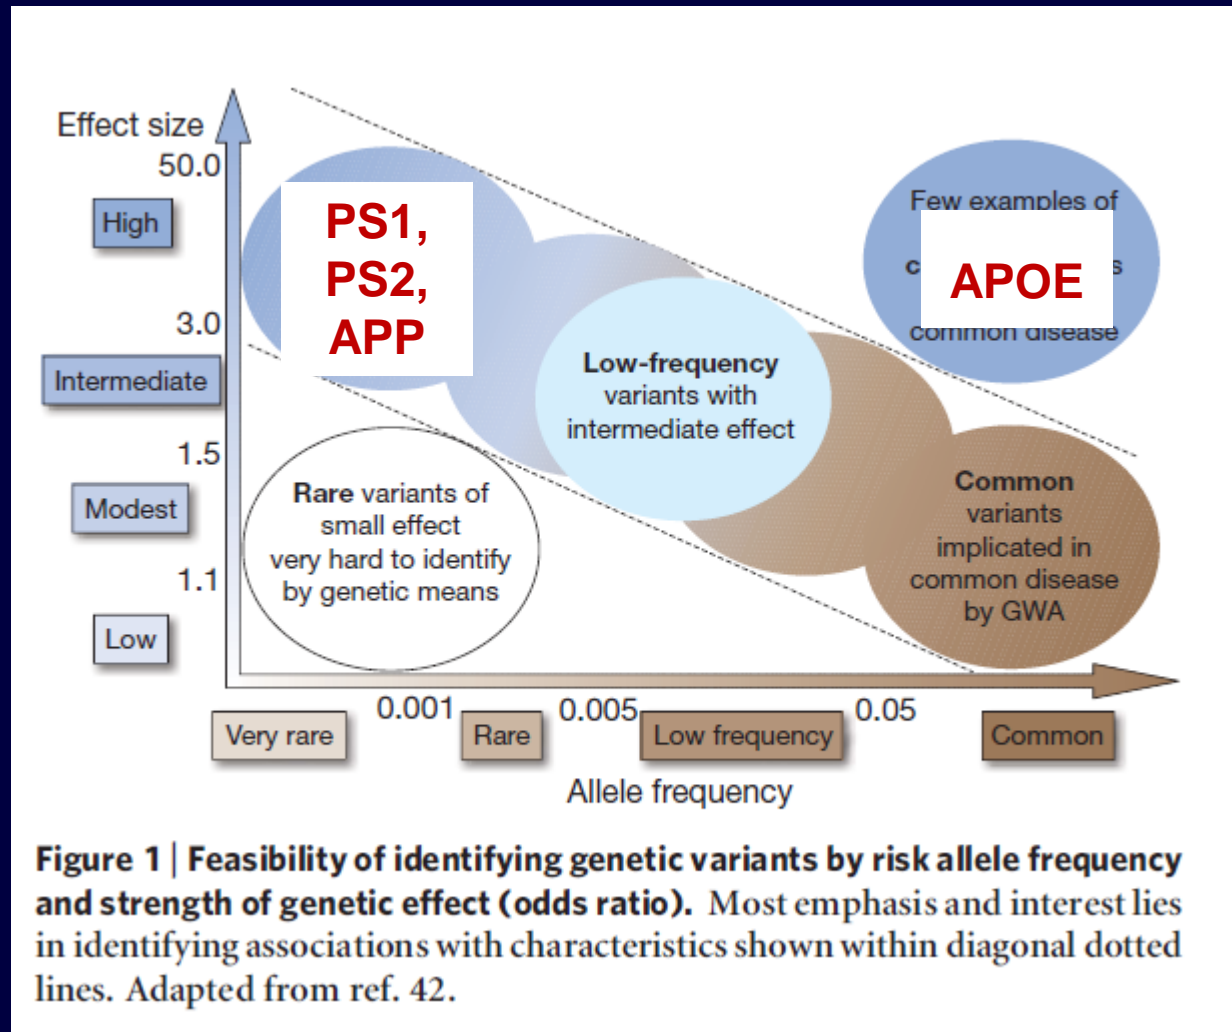 Effect size
50.0
High
3.0
Intermediate
1.5
Modest
1.1
Low
PS1,
PS2,
APP
Few examples of
APOE
common disease
Low-frequency
variants with
intermediate effect
Rare variants of
small effect
very hard to identify
by genetic means
Common
variants
implicated in
common disease
by GWA
0.001
0.005
0.05
Very rare
Rare
Low frequency
Common
Allele frequency
Figure 1 | Feasibility of identifying genetic variants by risk allele frequency
and strength of genetic effect (odds ratio). Most emphasis and interest lies
in identifying associations with characteristics shown within diagonal dotted
lines. Adapted from ref. 42.